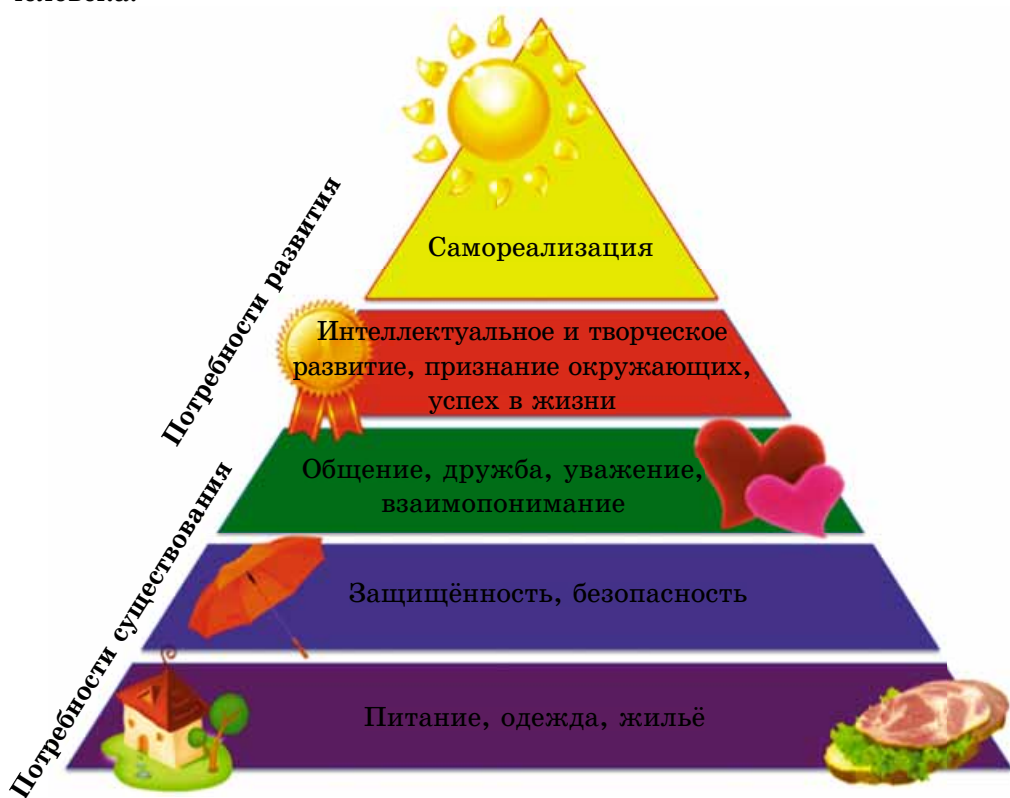 Потребности развития
Потребности существования
Самореализация
Интеллектуальное и творческое
развитие, признание окружающих,
успех в жизни
Общение, дружба, уважение,
взаимопонимание
Защищённость, безопасность
Питание, одежда, жильё